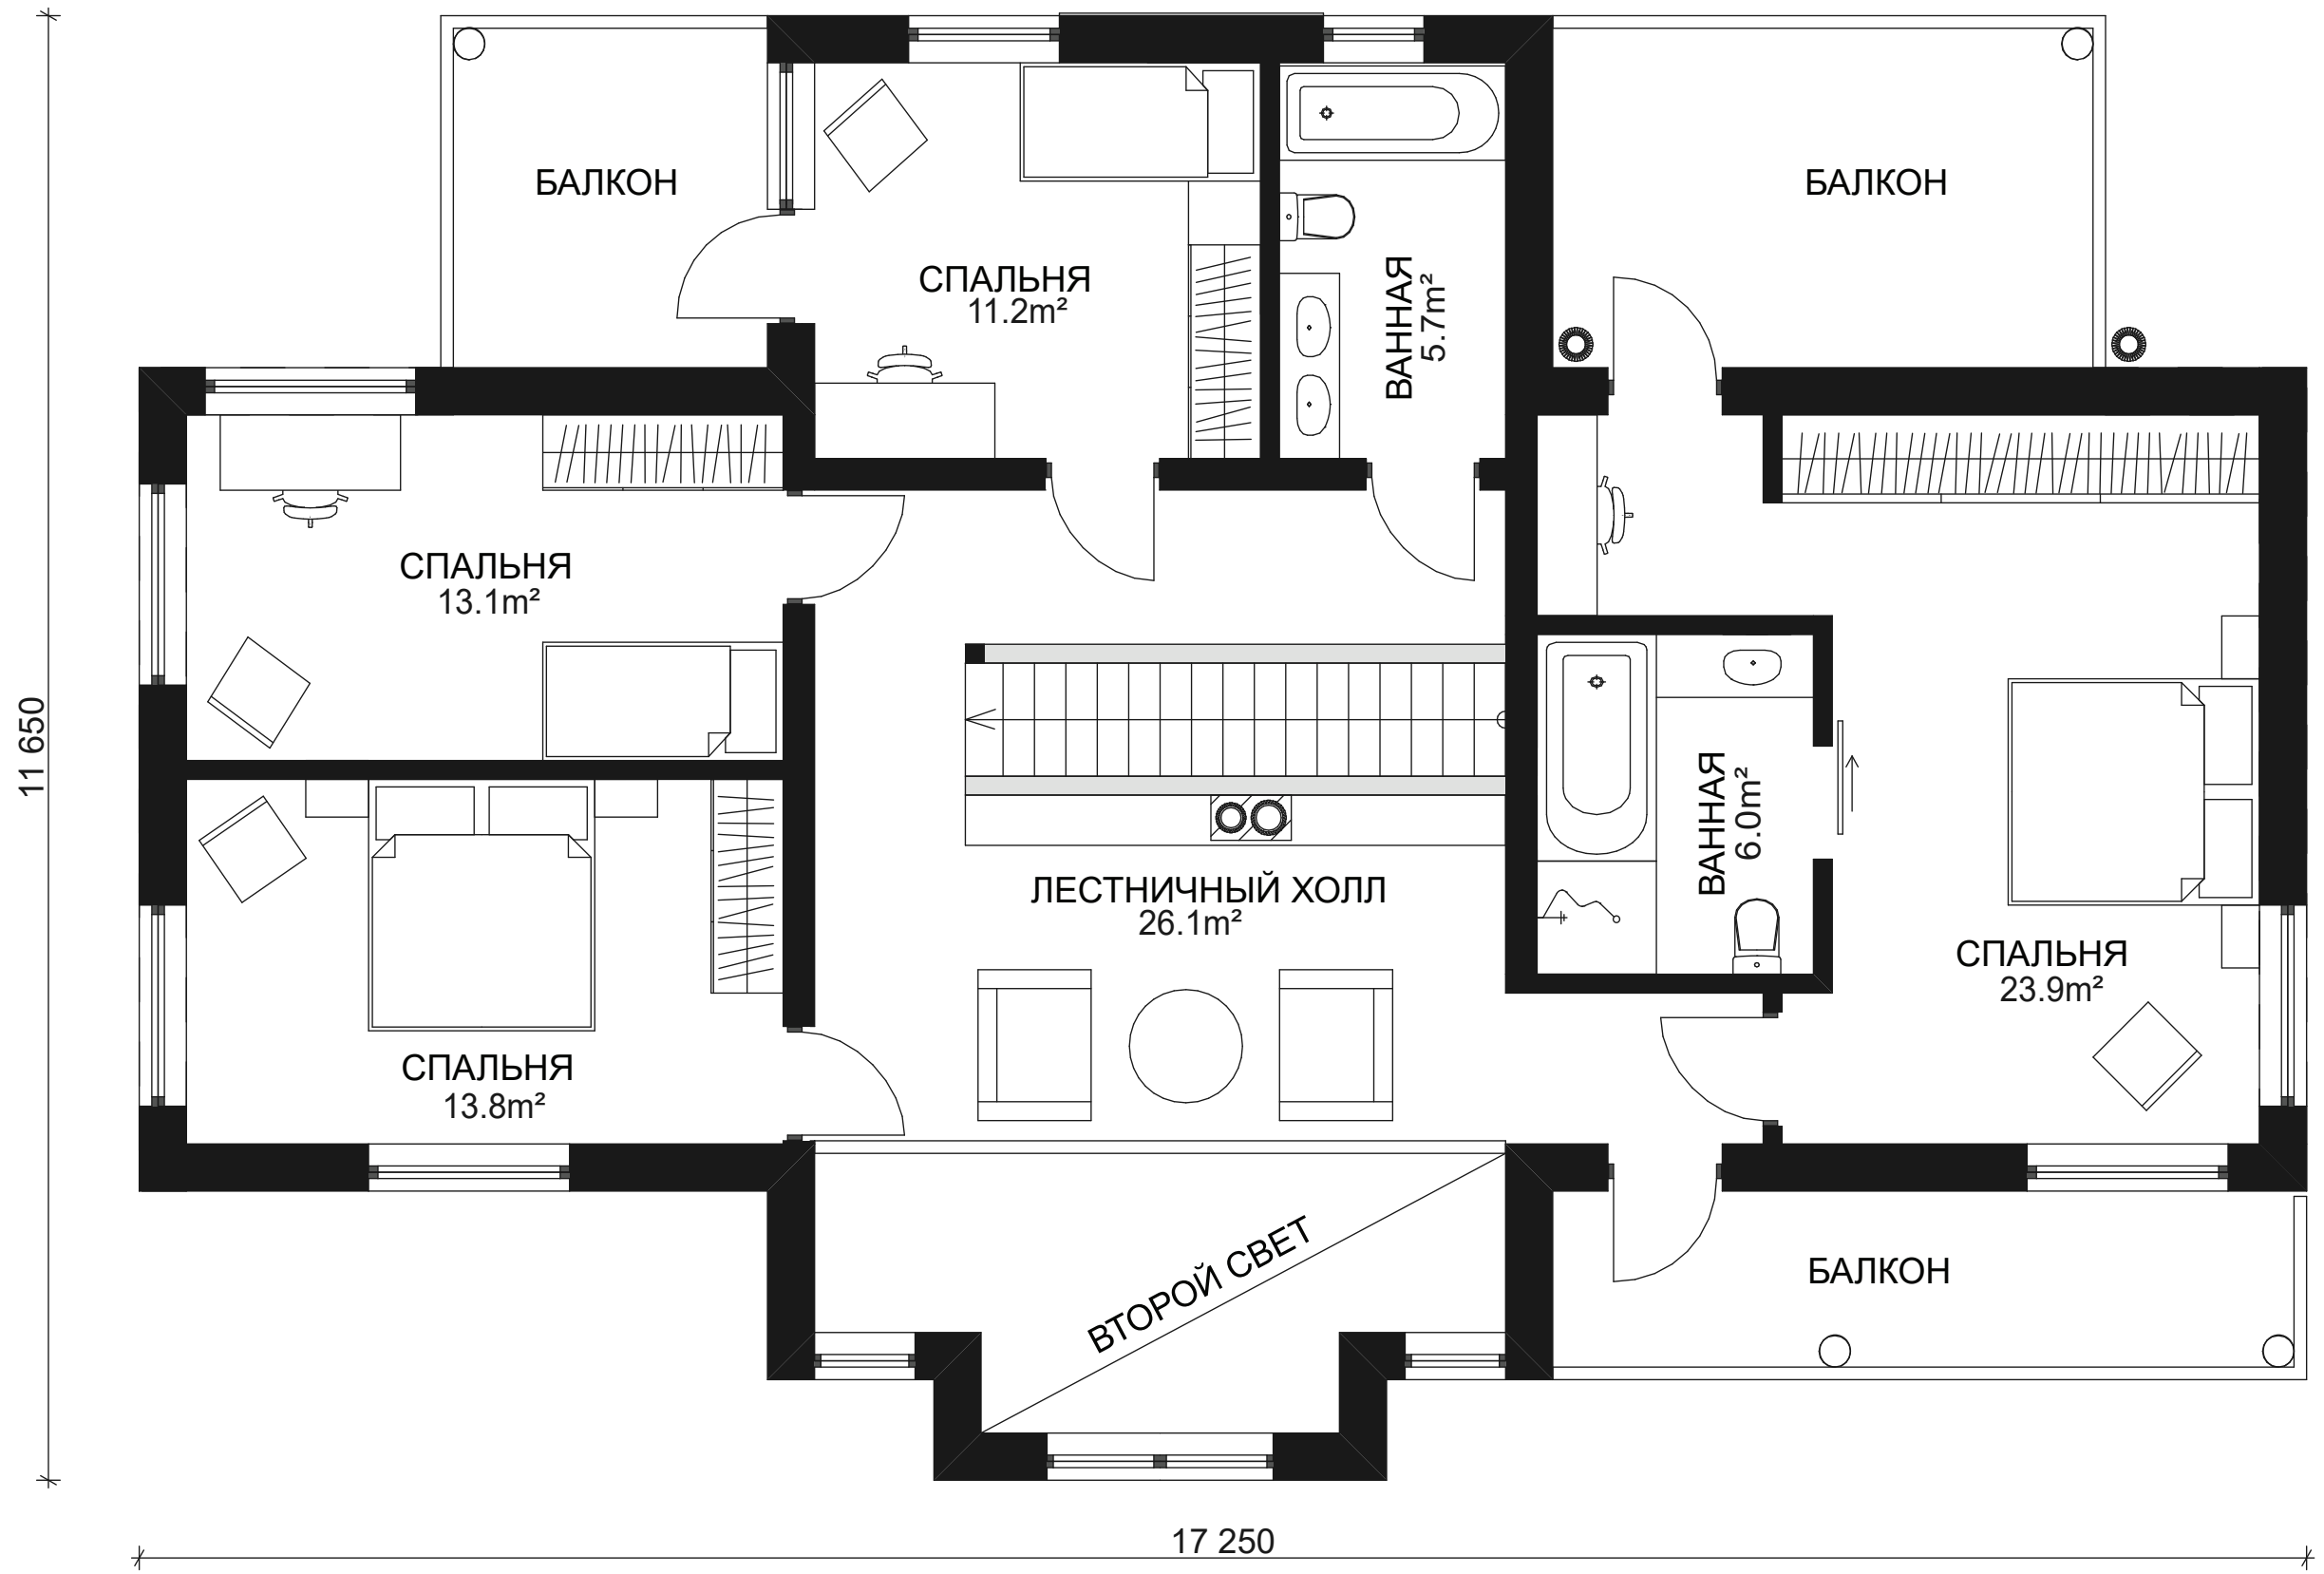 БАЛКОН
БАЛКОН
СПАЛЬНЯ
11.2m²
ВАННАЯ
5.7m²
СПАЛЬНЯ
13.1m²
11 650
ВАННАЯ
6.0m²
ЛЕСТНИЧНЫЙ ХОЛЛ
26.1m²
СПАЛЬНЯ
23.9m²
СПАЛЬНЯ
13.8m²
ВТОРОЙ СВЕТ
БАЛКОН
17 250